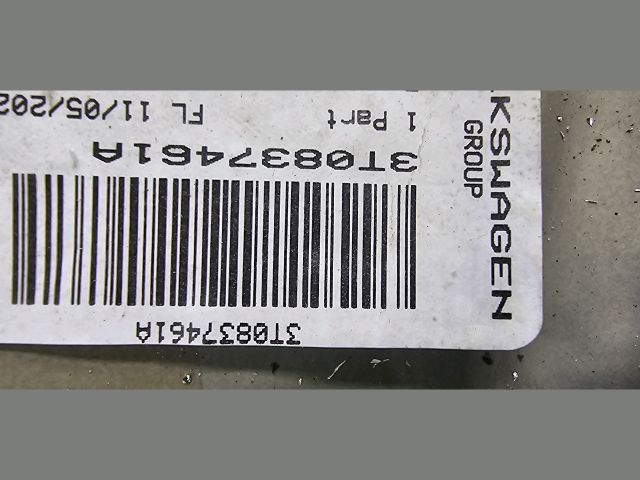 3T0837461A
3T0837461A
1 Part FL 11/05/202
KSWAGEN
GROUP